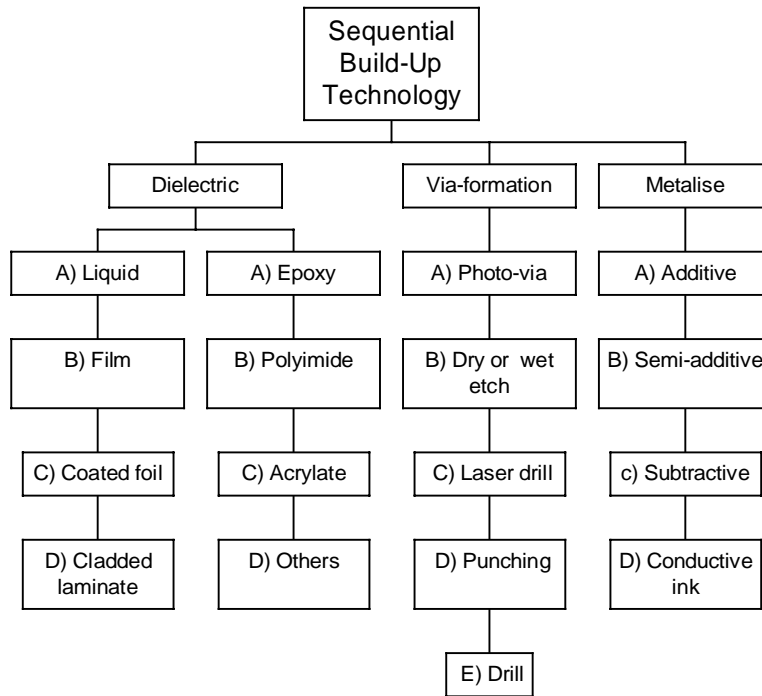 Sequential
Build-Up
Technology
Dielectric
Via-formation
Metalise
A) Liquid
A) Epoxy
A) Photo-via
A) Additive
B) Film
B) Polyimide
B) Dry or wet
etch
B) Semi-additive
C) Coated foil
C) Acrylate
C) Laser drill
c) Subtractive
D) Cladded
laminate
D) Others
D) Punching
D) Conductive
ink
E) Drill